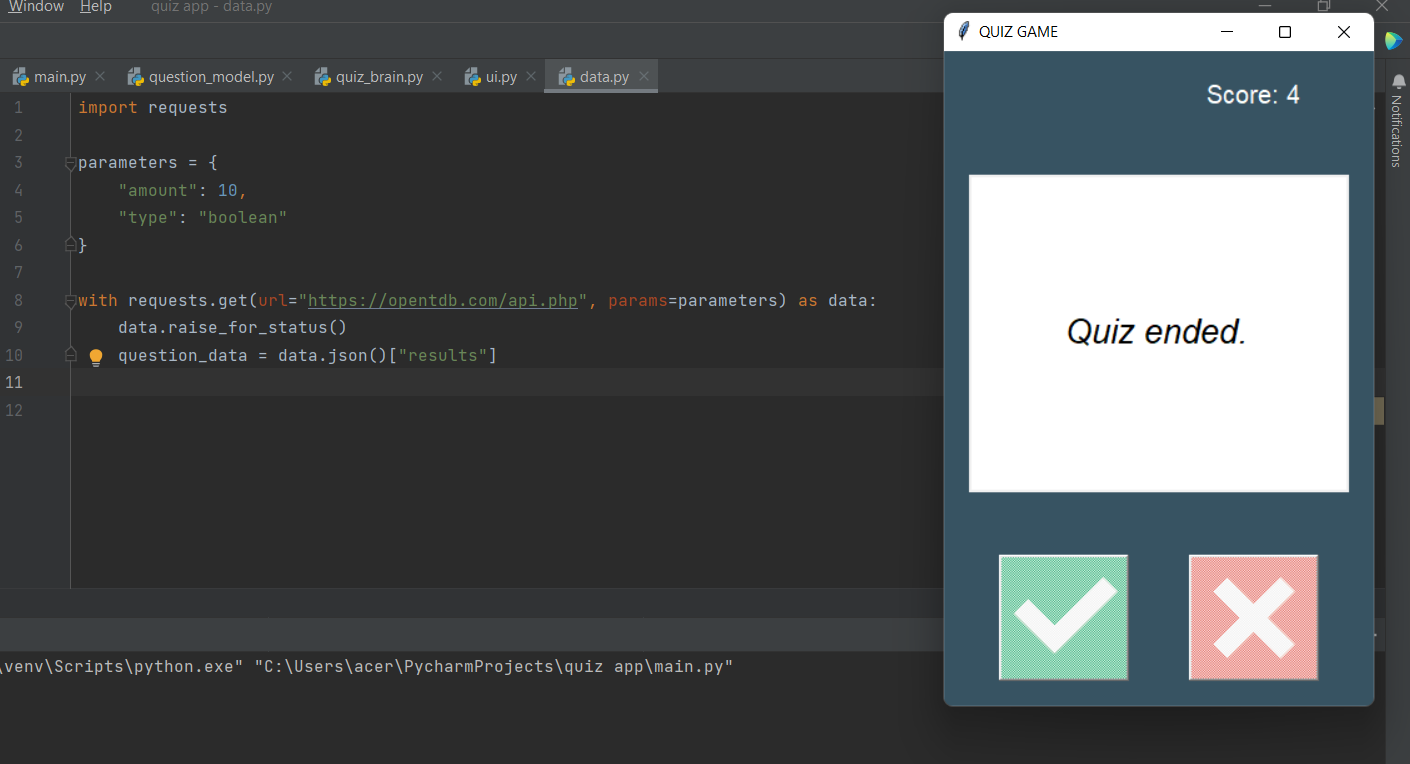 Window Help quiz app - data.py
main.py question_model.py quiz_brain.py ui.py data.py
1 import requests
2
3 parameters = {
4     "amount": 10,
5     "type": "boolean"
6 }
7
8 with requests.get(url="https://opentdb.com/api.php", params=parameters) as data:
9     data.raise_for_status()
10     question_data = data.json()["results"]
11
12
\venv\Scripts\python.exe" "C:\Users\acer\PycharmProjects\quiz app\main.py"
QUIZ GAME
Score: 4
Quiz ended.
Notifications